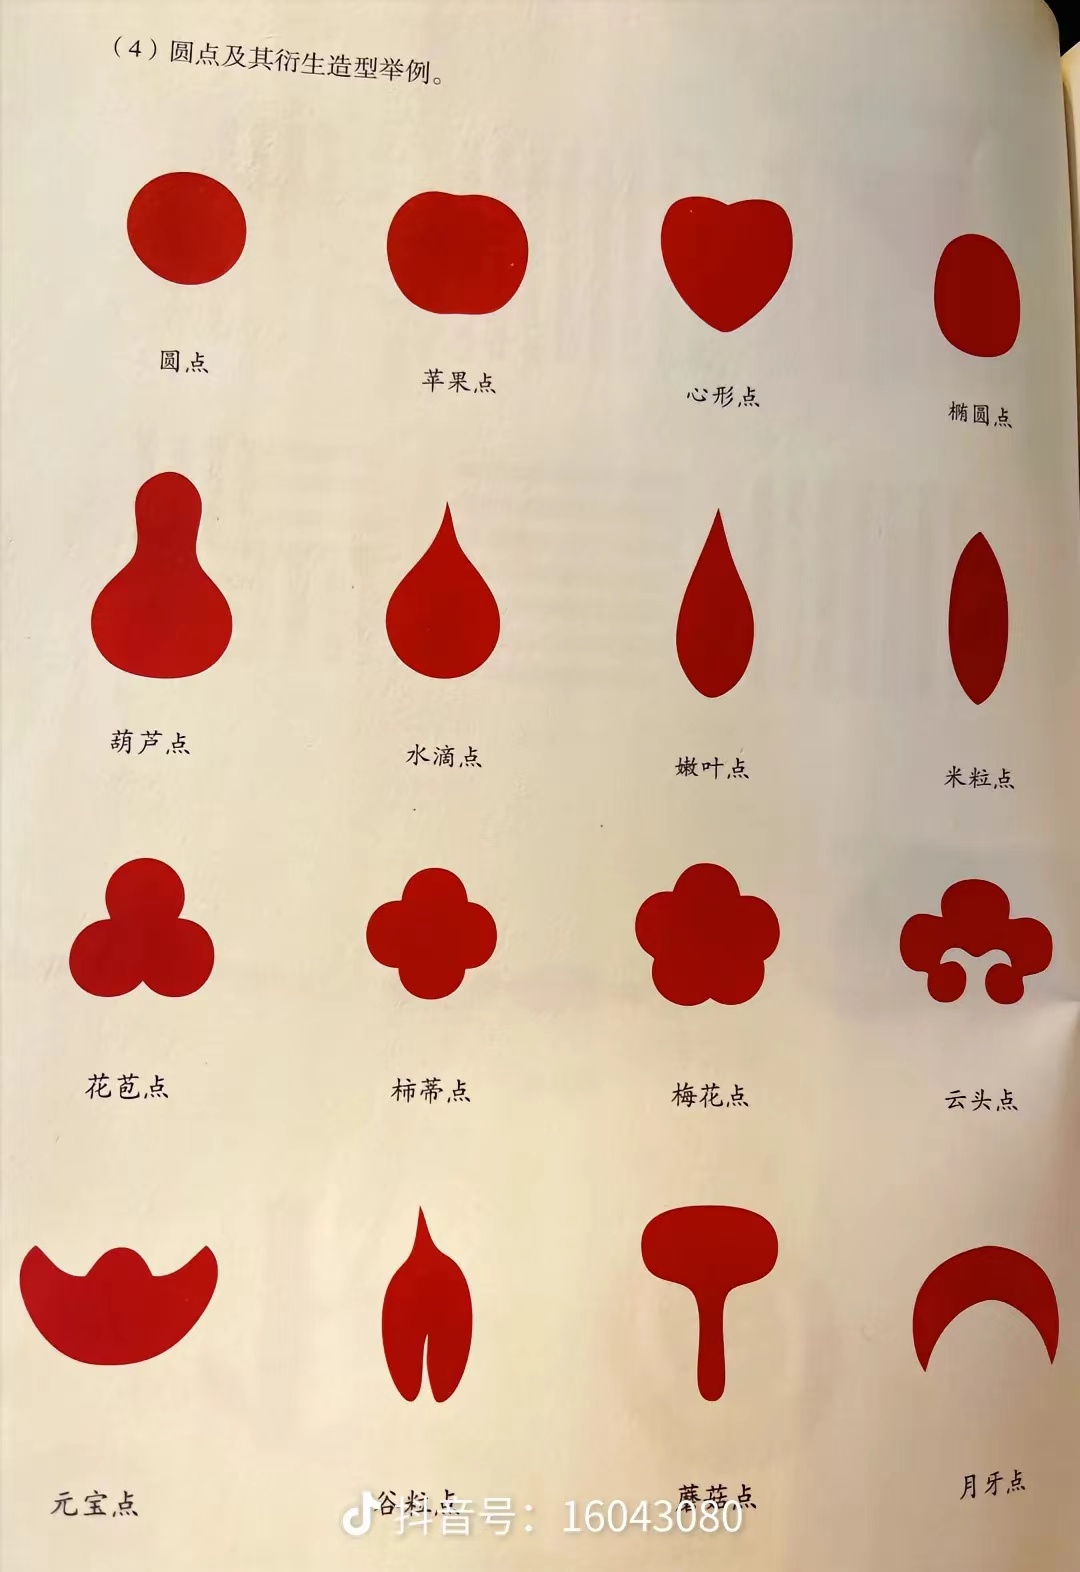 （4）圆点及其衍生造型举例。
圆点
苹果点
心形点
椭圆点
葫芦点
水滴点
嫩叶点
米粒点
花苞点
柿蒂点
梅花点
云头点
元宝点
谷粒点
蘑菇点
月牙点
抖音号：16043080